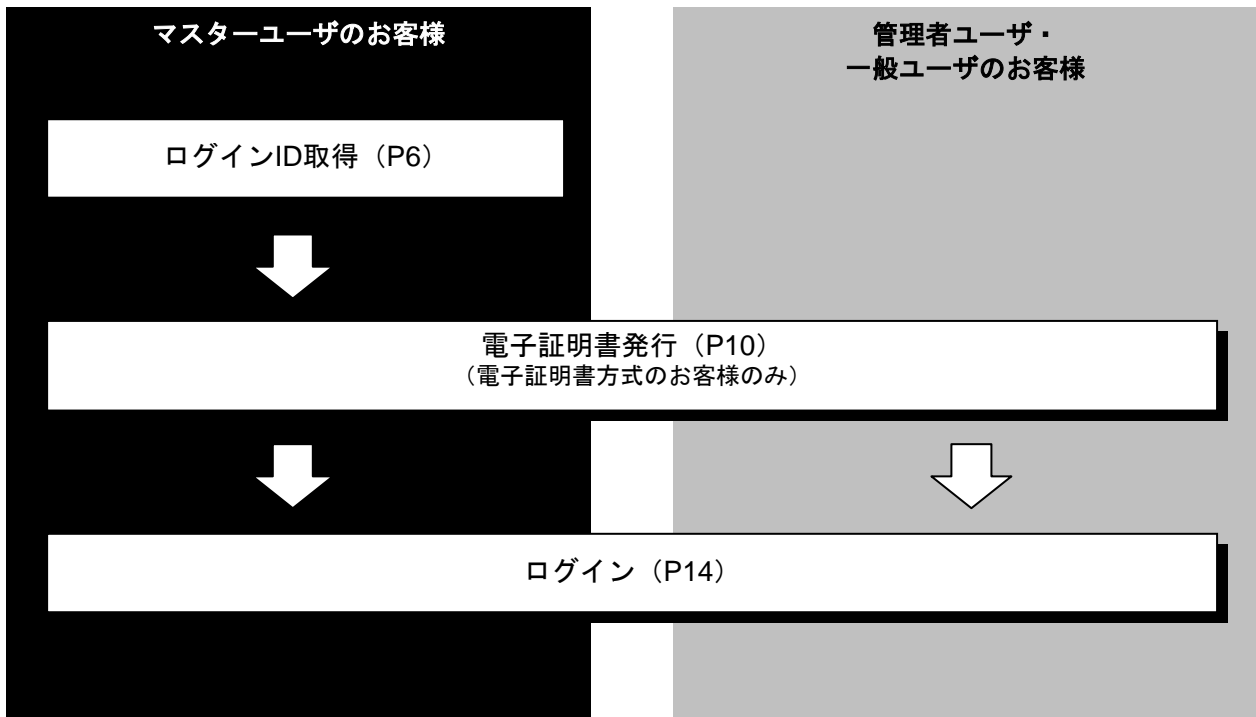 マスターユーザのお客様
管理者ユーザ・
一般ユーザのお客様
ログインID取得（P6）
電子証明書発行（P10）
（電子証明書方式のお客様のみ）
ログイン（P14）